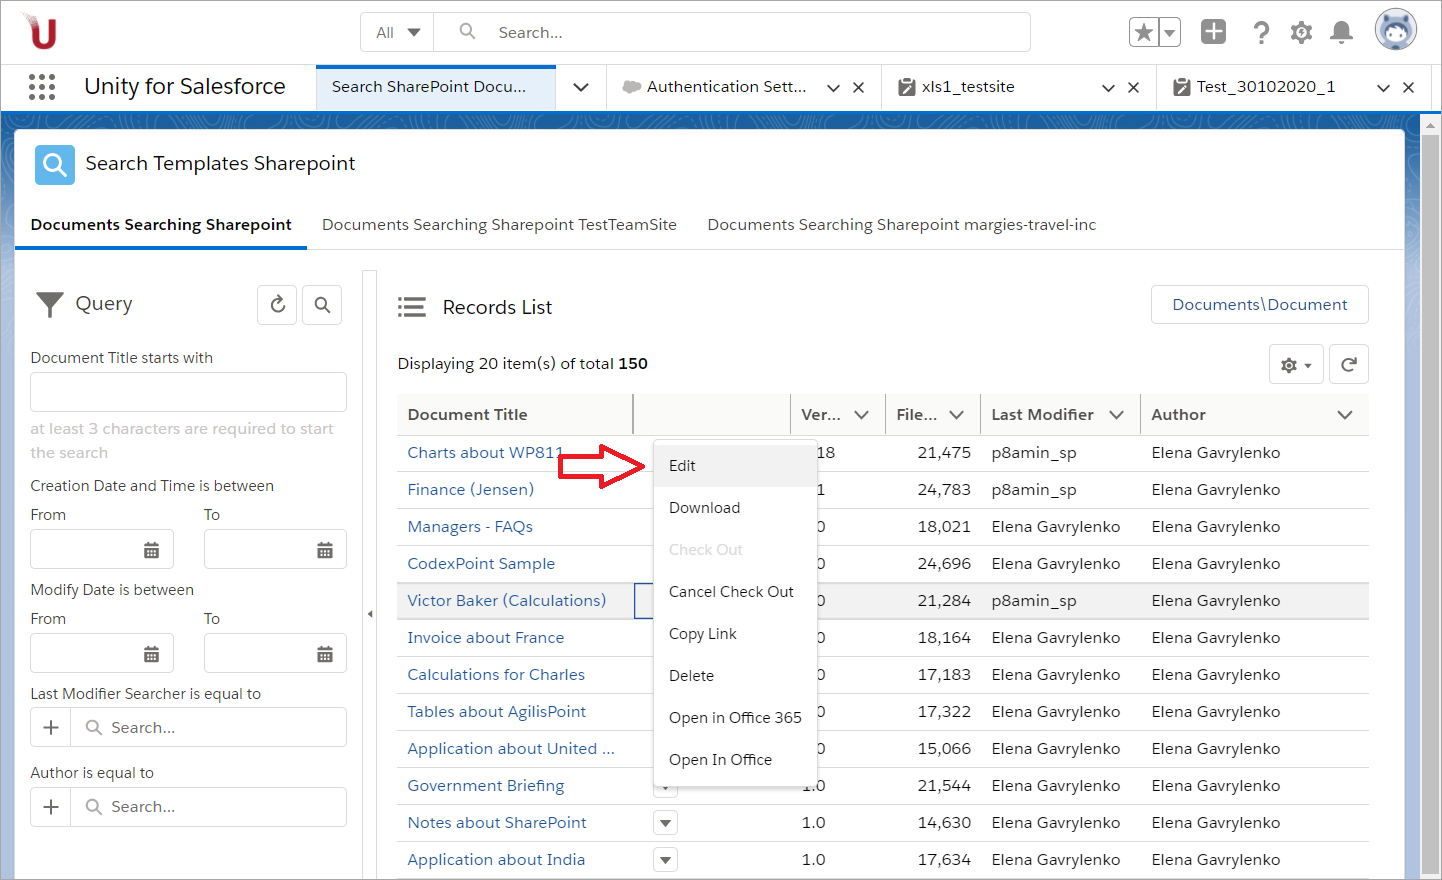 U
All
Search...
Unity for Salesforce
Search SharePoint Docu...
Authentication Sett...
xls1_testsite
Test_30102020_1
Search Templates Sharepoint
Documents Searching Sharepoint
Documents Searching Sharepoint TestTeamSite
Documents Searching Sharepoint margies-travel-inc
Query
Document Title starts with
at least 3 characters are required to start
the search
Creation Date and Time is between
From To
Modify Date is between
From To
Last Modifier Searcher is equal to
Search...
Author is equal to
Search...
Records List
Documents\Document
Displaying 20 item(s) of total 150
Document Title Ver... File... Last Modifier Author
Charts about WP811 18 21,475 p8amin_sp Elena Gavrylenko
Finance (Jensen) 1 24,783 p8amin_sp Elena Gavrylenko
Managers - FAQs 0 18,021 Elena Gavrylenko Elena Gavrylenko
CodexPoint Sample 0 24,696 Elena Gavrylenko Elena Gavrylenko
Victor Baker (Calculations) 0 21,284 p8amin_sp Elena Gavrylenko
Invoice about France 0 18,164 Elena Gavrylenko Elena Gavrylenko
Calculations for Charles 0 17,183 Elena Gavrylenko Elena Gavrylenko
Tables about AgilisPoint 0 17,322 Elena Gavrylenko Elena Gavrylenko
Application about United ... 0 15,066 Elena Gavrylenko Elena Gavrylenko
Government Briefing 1.0 21,544 Elena Gavrylenko Elena Gavrylenko
Notes about SharePoint 1.0 14,630 Elena Gavrylenko Elena Gavrylenko
Application about India 1.0 17,634 Elena Gavrylenko Elena Gavrylenko
Edit
Download
Check Out
Cancel Check Out
Copy Link
Delete
Open in Office 365
Open In Office